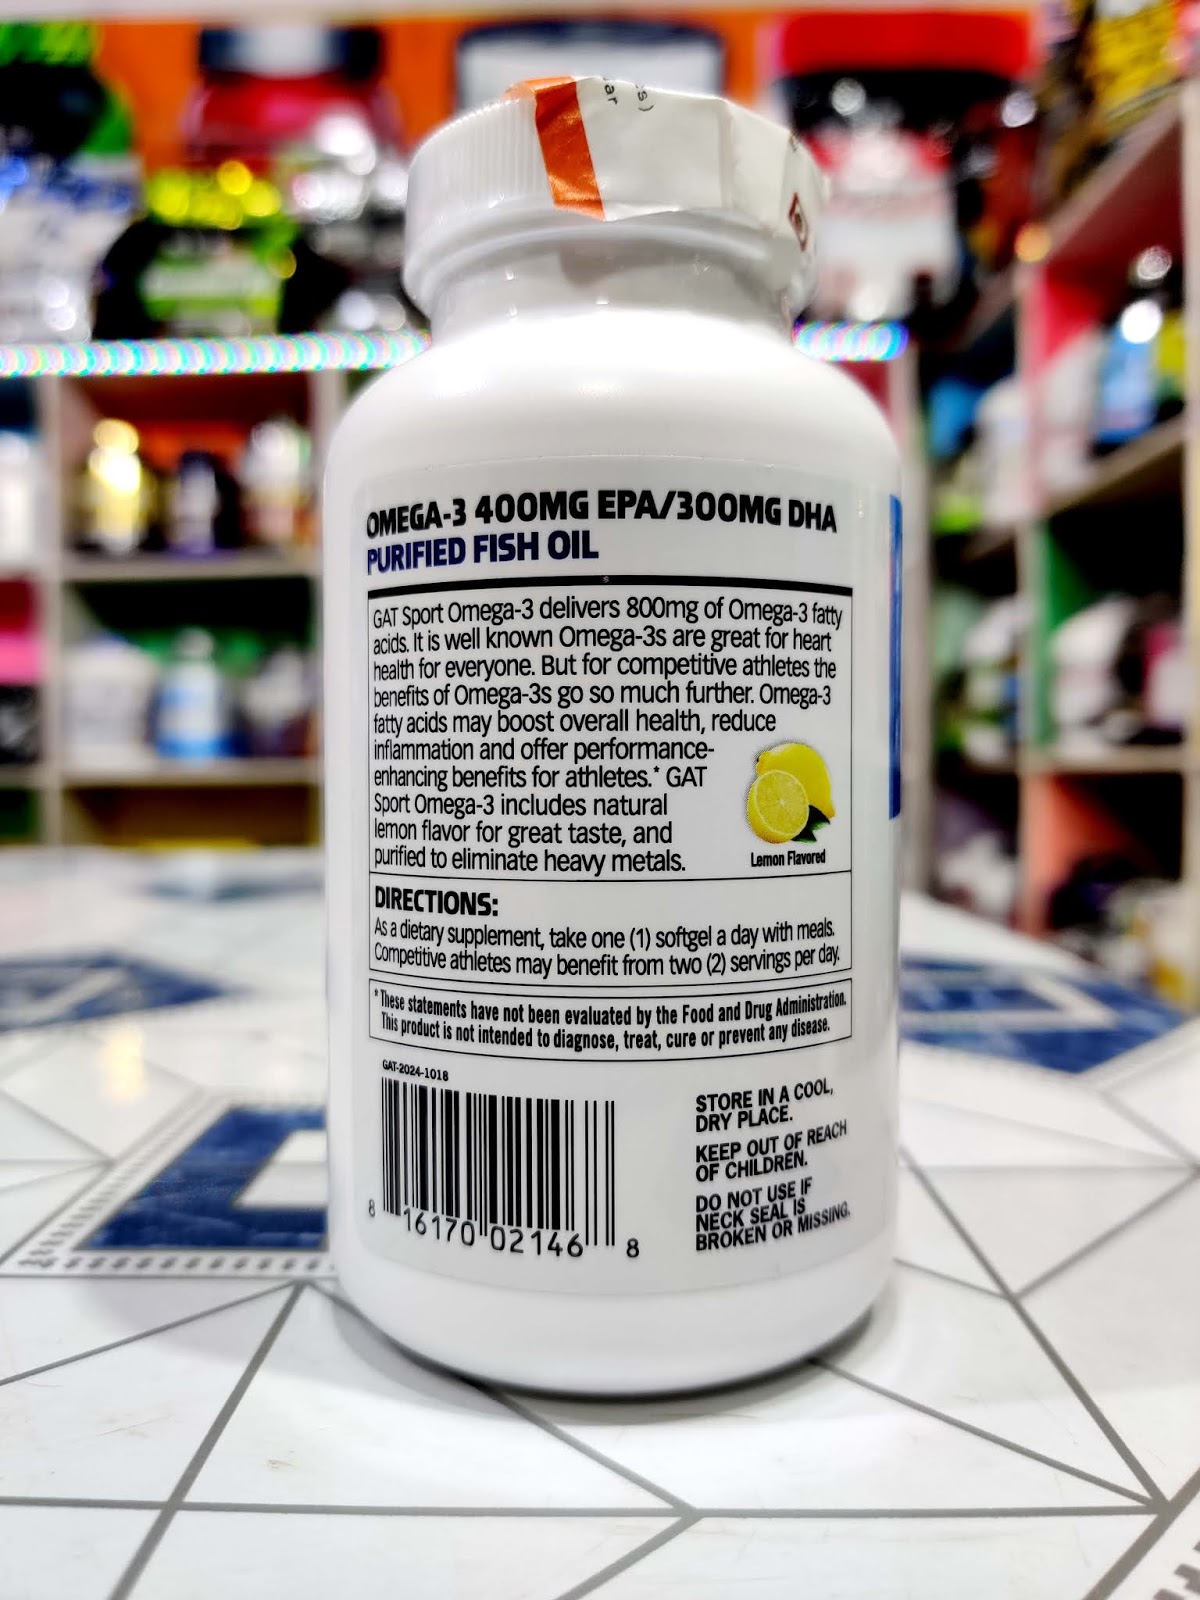 OMEGA-3 400MG EPA/300MG DHA
PURIFIED FISH OIL
GAT Sport Omega-3 delivers 800mg of Omega-3 fatty
acids. It is well known Omega-3s are great for heart
health for everyone. But for competitive athletes the
benefits of Omega-3s go so much further. Omega-3
fatty acids may boost overall health, reduce
inflammation and offer performance-
enhancing benefits for athletes.* GAT
Sport Omega-3 includes natural
lemon flavor for great taste, and
purified to eliminate heavy metals.
Lemon Flavored
DIRECTIONS:
As a dietary supplement, take one (1) softgel a day with meals.
Competitive athletes may benefit from two (2) servings per day.
*These statements have not been evaluated by the Food and Drug Administration.
This product is not intended to diagnose, treat, cure or prevent any disease.
GAT-2024-1018
8 16170 02146 8
STORE IN A COOL,
DRY PLACE.
KEEP OUT OF REACH
OF CHILDREN.
DO NOT USE IF
NECK SEAL IS
BROKEN OR MISSING.